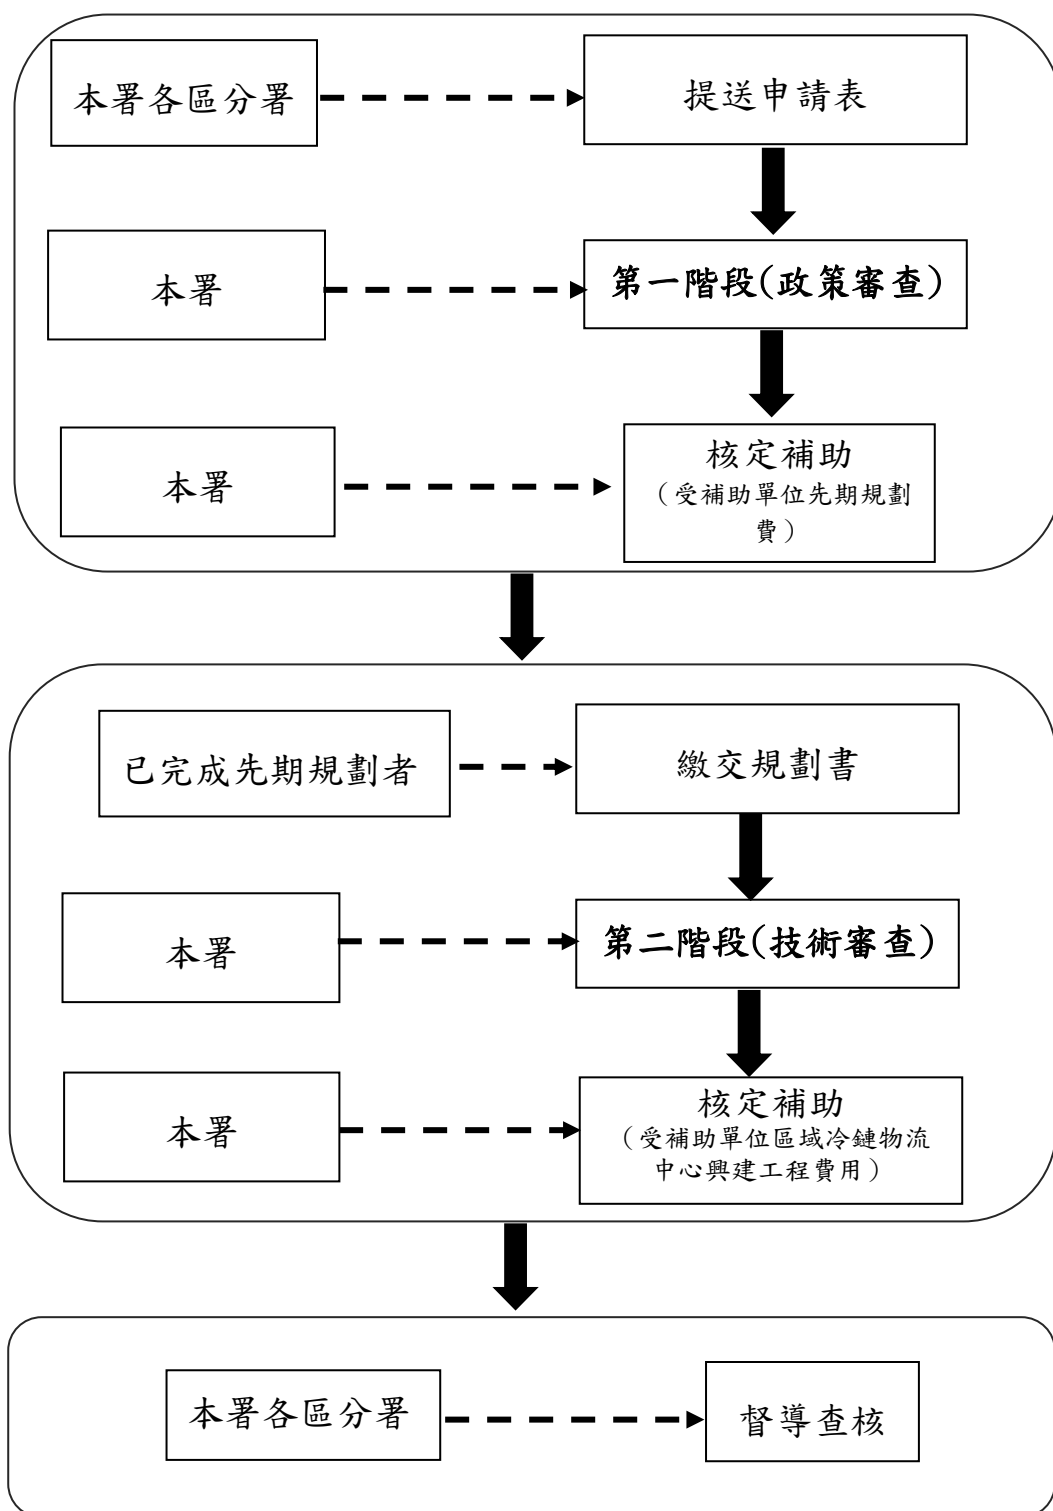 本署各區分署
提送申請表
本署
第一階段(政策審查)
本署
核定補助
（受補助單位先期規劃
費）
已完成先期規劃者
繳交規劃書
本署
第二階段(技術審查)
本署
核定補助
（受補助單位區域冷鏈物流
中心興建工程費用）
本署各區分署
督導查核